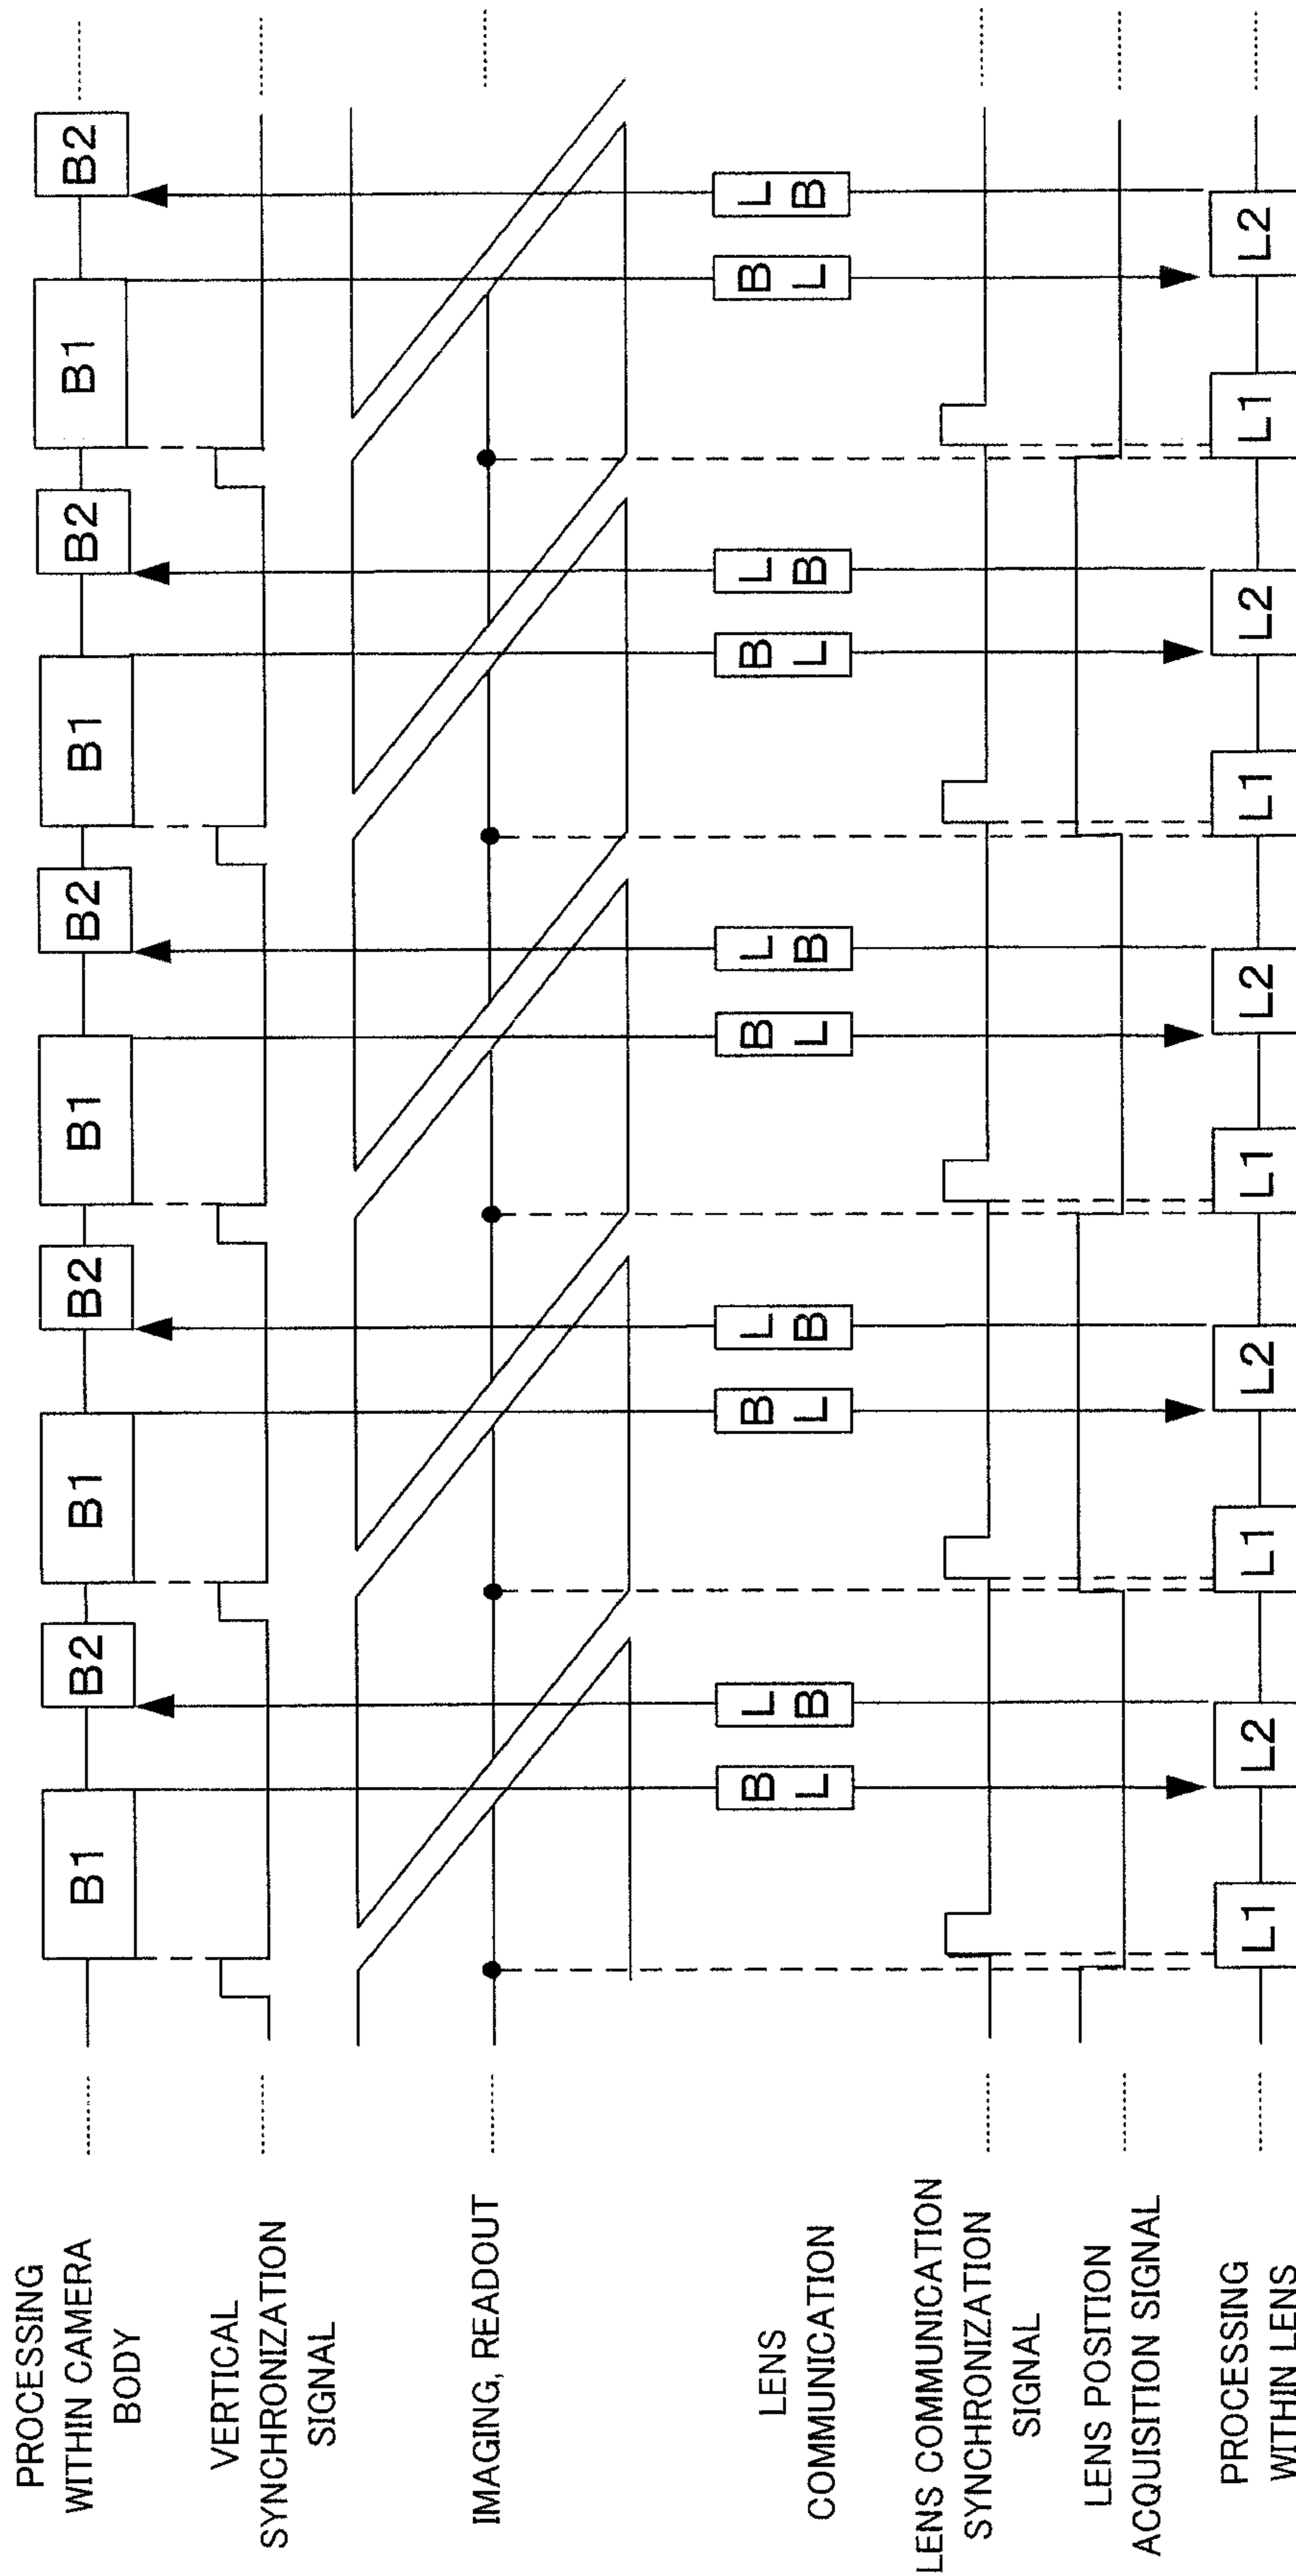 PROCESSING
WITHIN CAMERA
BODY
B1 B2 B1 B2 B1 B2 B1 B2 B1 B2
VERTICAL
SYNCHRONIZATION
SIGNAL
IMAGING, READOUT
LENS
COMMUNICATION
B L B L B L B L B L
L B L B L B L B L B
LENS COMMUNICATION
SYNCHRONIZATION
SIGNAL
LENS POSITION
ACQUISITION SIGNAL
PROCESSING
WITHIN LENS
L1 L2 L1 L2 L1 L2 L1 L2 L1 L2